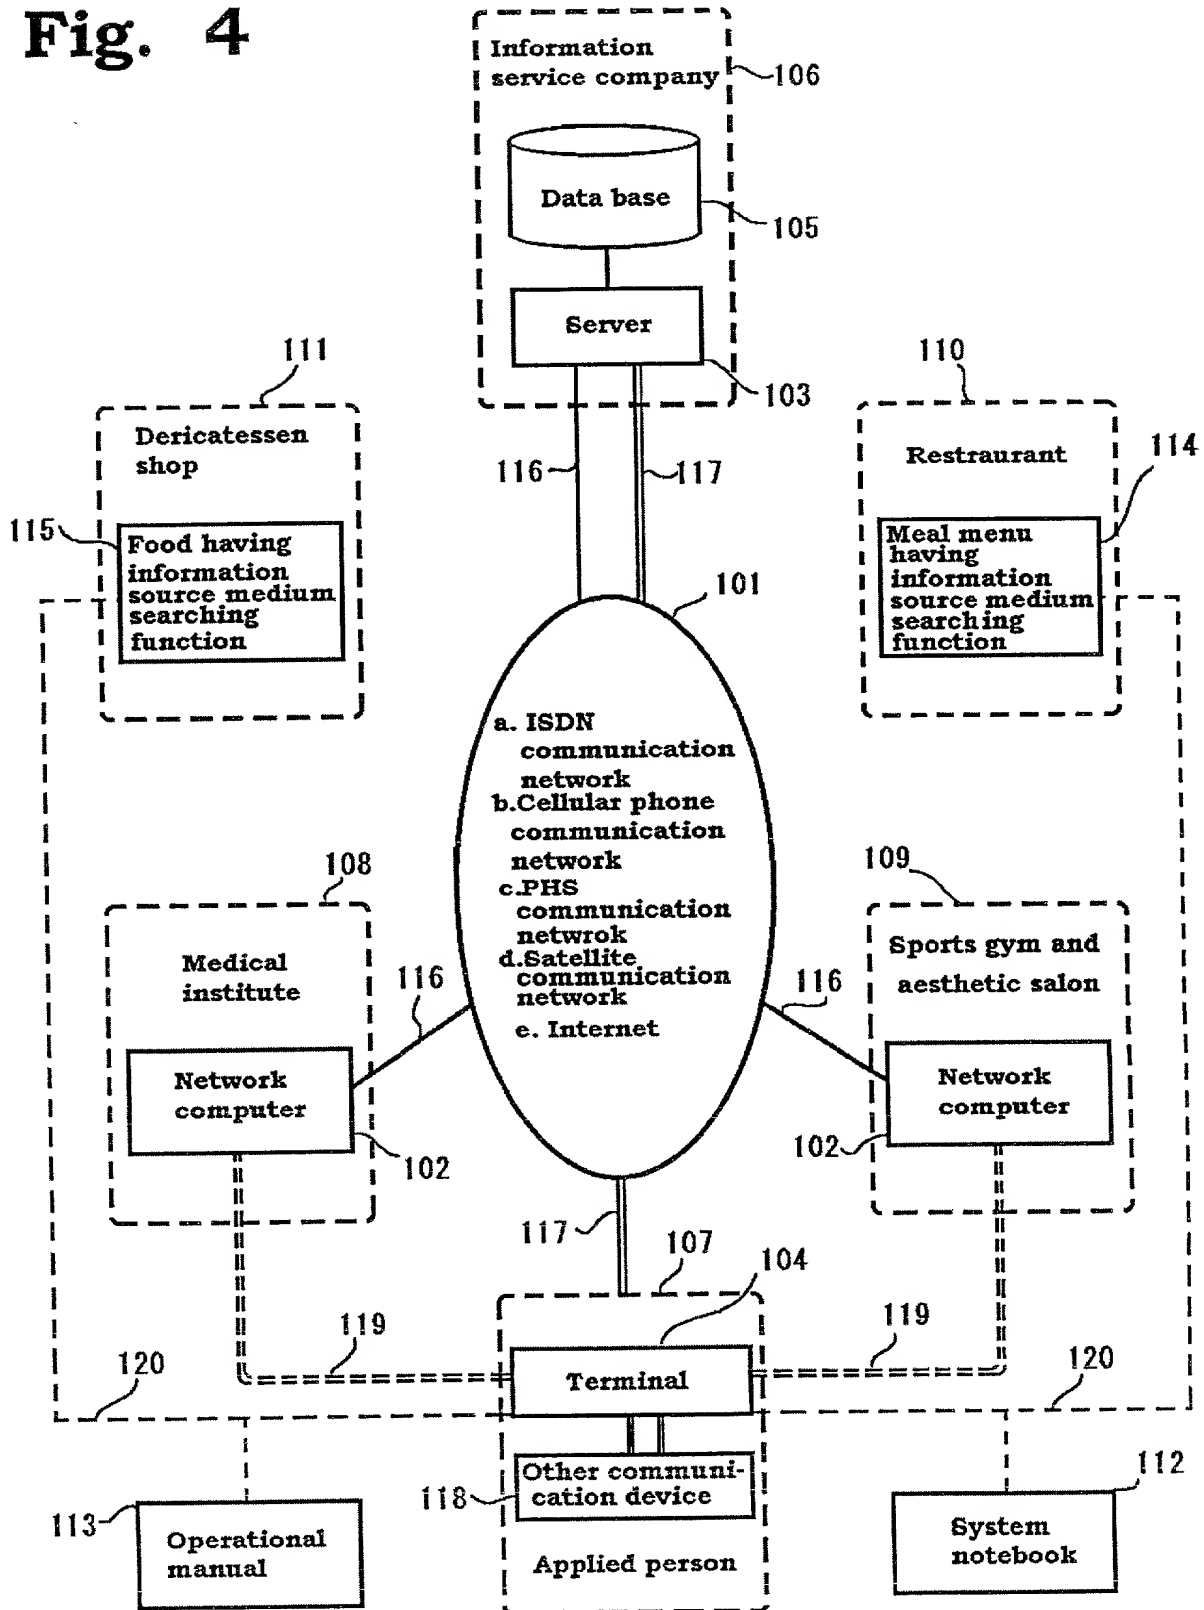 Fig. 4
Information
service company
106
Data base
105
Server
103
111
110
Dericatessen
shop
Restraurant
114
116
117
115
Food having
information
source medium
searching
function
Meal menu
having
information
source medium
searching
function
101
a. ISDN
communication
network
b.Cellular phone
communication
network
c.PHS
communication
netwrok
d.Satellite
communication
network
e. Internet
108
109
Medical
institute
Sports gym and
aesthetic salon
116
116
Network
computer
Network
computer
102
102
117
107
104
119
119
120
120
Terminal
Other communi-
cation device
118
112
113
Operational
manual
System
notebook
Applied person